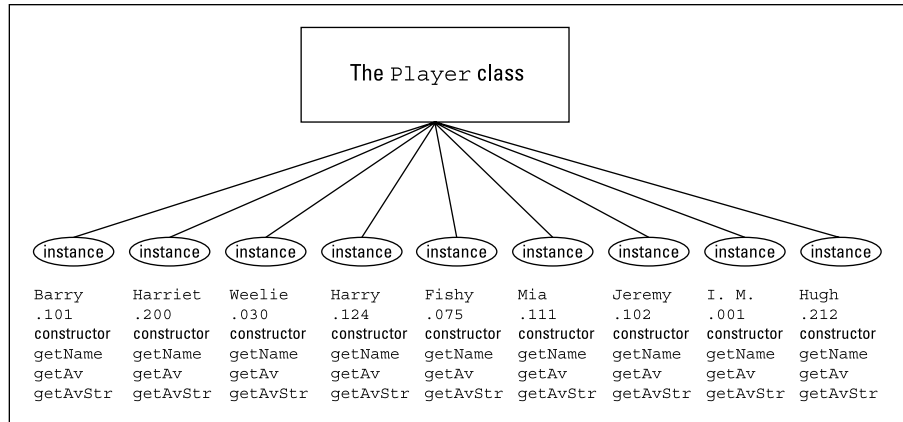 The Player class
instance instance instance instance instance instance instance instance instance
Barry Harriet Weelie Harry Fishy Mia Jeremy I. M. Hugh
.101 .200 .030 .124 .075 .111 .102 .001 .212
constructor constructor constructor constructor constructor constructor constructor constructor constructor
getName getName getName getName getName getName getName getName getName
getAv getAv getAv getAv getAv getAv getAv getAv getAv
getAvStr getAvStr getAvStr getAvStr getAvStr getAvStr getAvStr getAvStr getAvStr